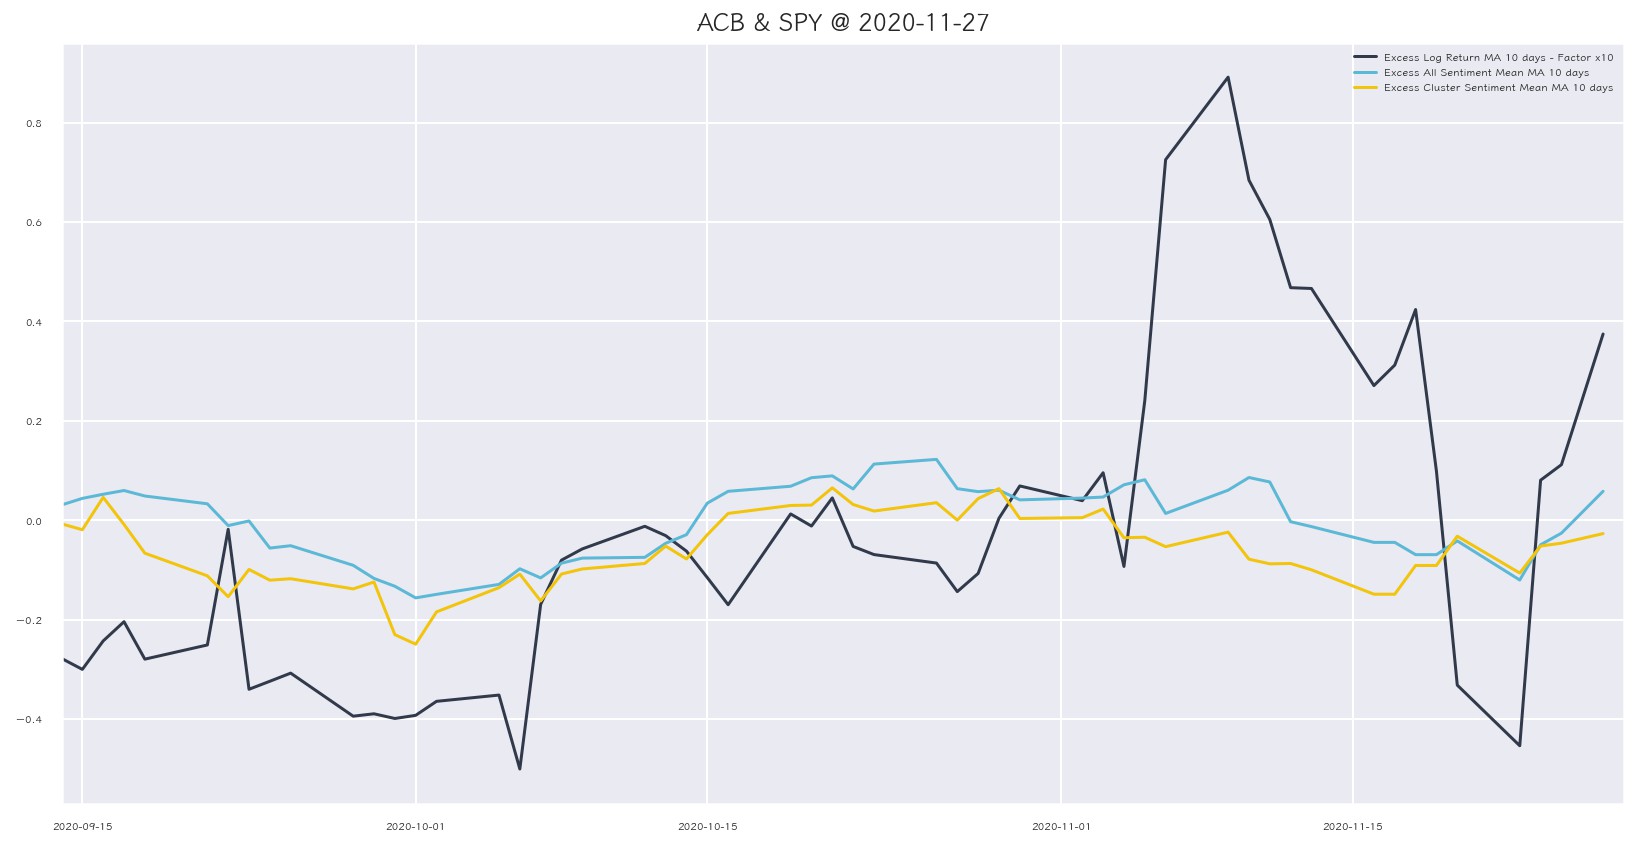 ACB & SPY @ 2020-11-27
Excess Log Return MA 10 days - Factor x10
Excess All Sentiment Mean MA 10 days
Excess Cluster Sentiment Mean MA 10 days
0.8
0.6
0.4
0.2
0.0
−0.2
−0.4
2020-09-15 2020-10-01 2020-10-15 2020-11-01 2020-11-15